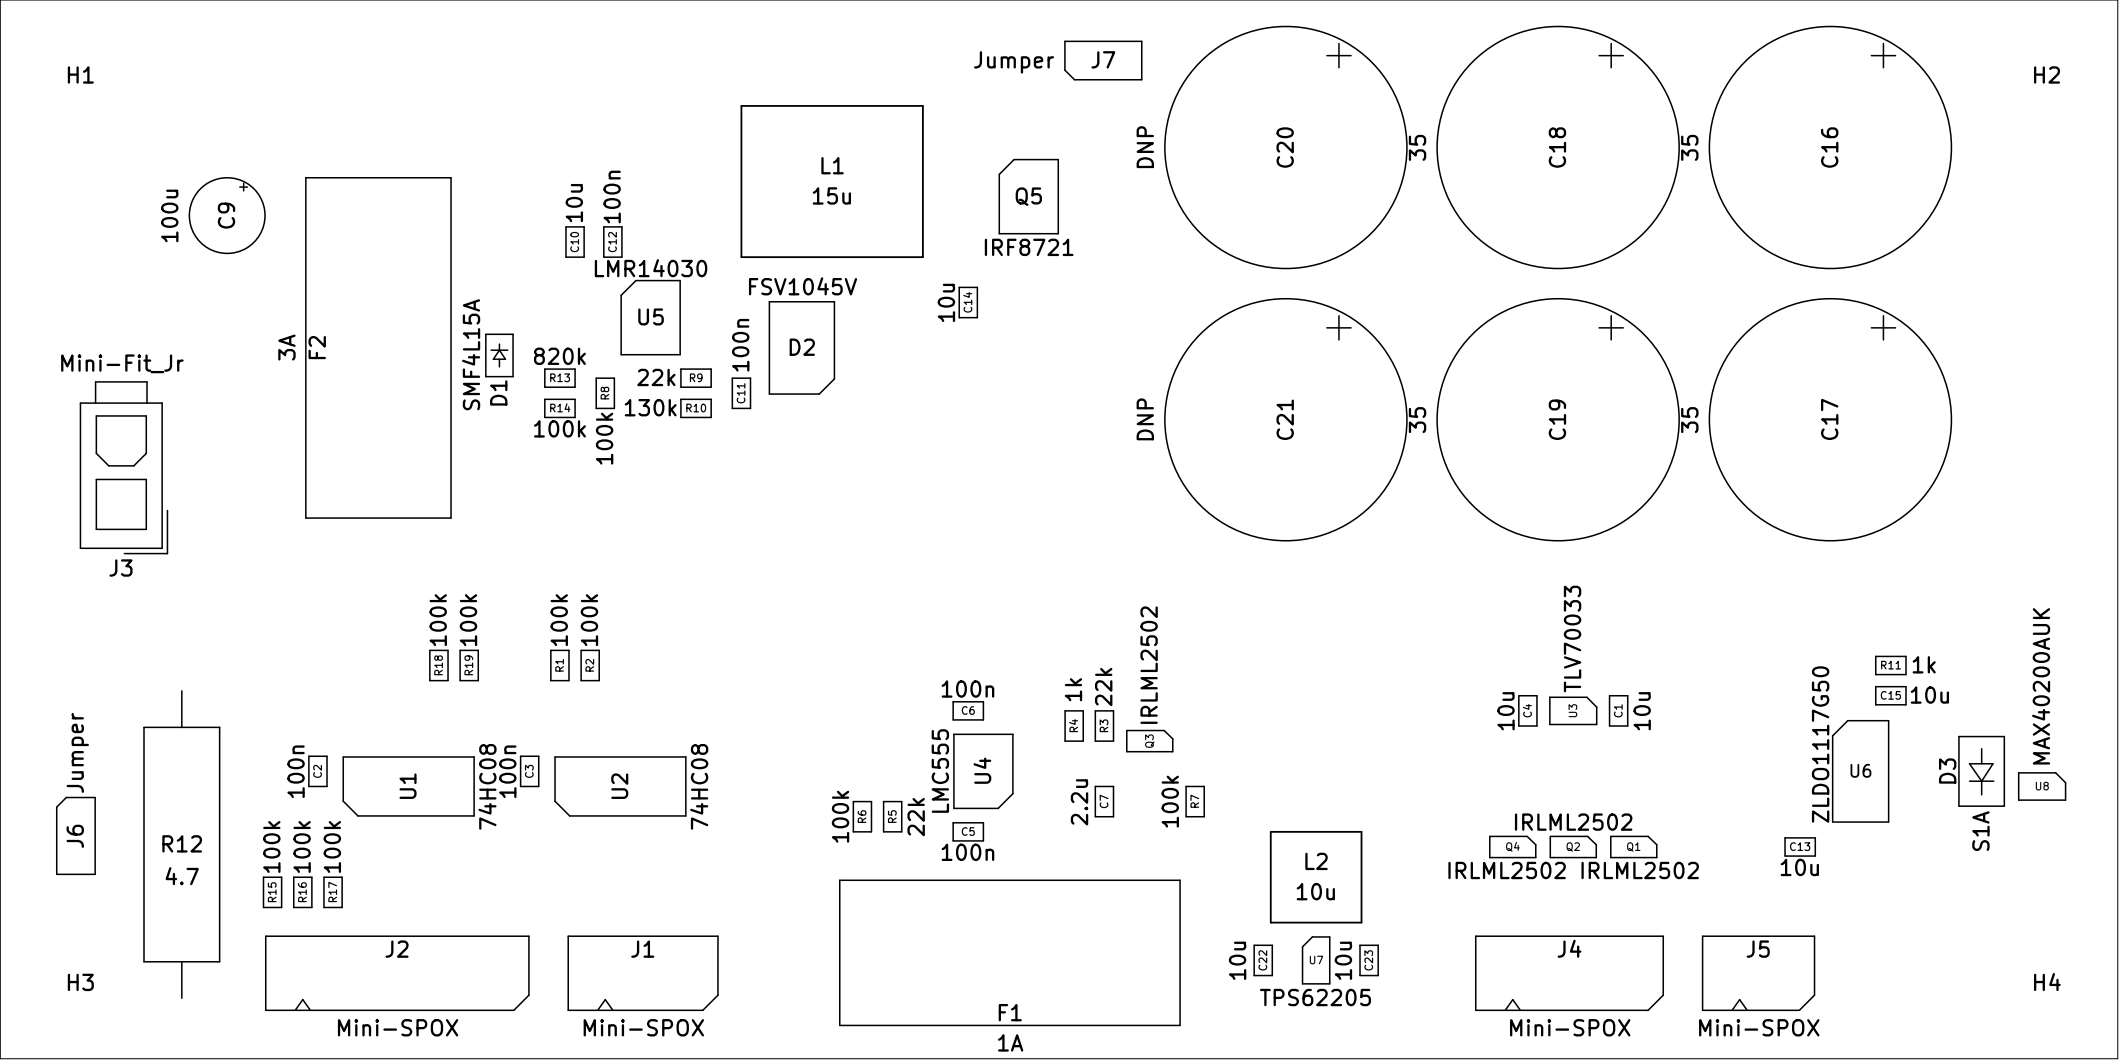 H1
Jumper
J7
H2
C20
C18
C16
DNP
35
35
L1
15u
Q5
IRF8721
C9
100u
10u
C10
100n
C12
LMR14030
U5
FSV1045V
D2
10u
C14
3A
F2
SMF4L15A
D1
820k
R13
R14
100k
R8
100k
22k
R9
130k
R10
100n
C11
Mini-Fit_Jr
J3
DNP
C21
35
C19
35
C17
100k
R18
100k
R19
100k
R1
100k
R2
IRLML2502
Q3
1k
R4
22k
R3
TLV70033
U3
10u
C4
C1
10u
R11
1k
C15
10u
MAX40200AUK
U8
ZLDO1117G50
U6
D3
S1A
100n
C6
LMC555
U4
C5
100n
100k
R6
R5
22k
2.2u
C7
100k
R7
Jumper
J6
R12
4.7
100n
C2
U1
74HC08
100n
C3
U2
74HC08
100k
R15
100k
R16
100k
R17
IRLML2502
Q4
Q2
Q1
IRLML2502
IRLML2502
C13
10u
L2
10u
10u
C22
U7
10u
C23
TPS62205
H3
J2
Mini-SPOX
J1
Mini-SPOX
F1
1A
J4
Mini-SPOX
J5
Mini-SPOX
H4